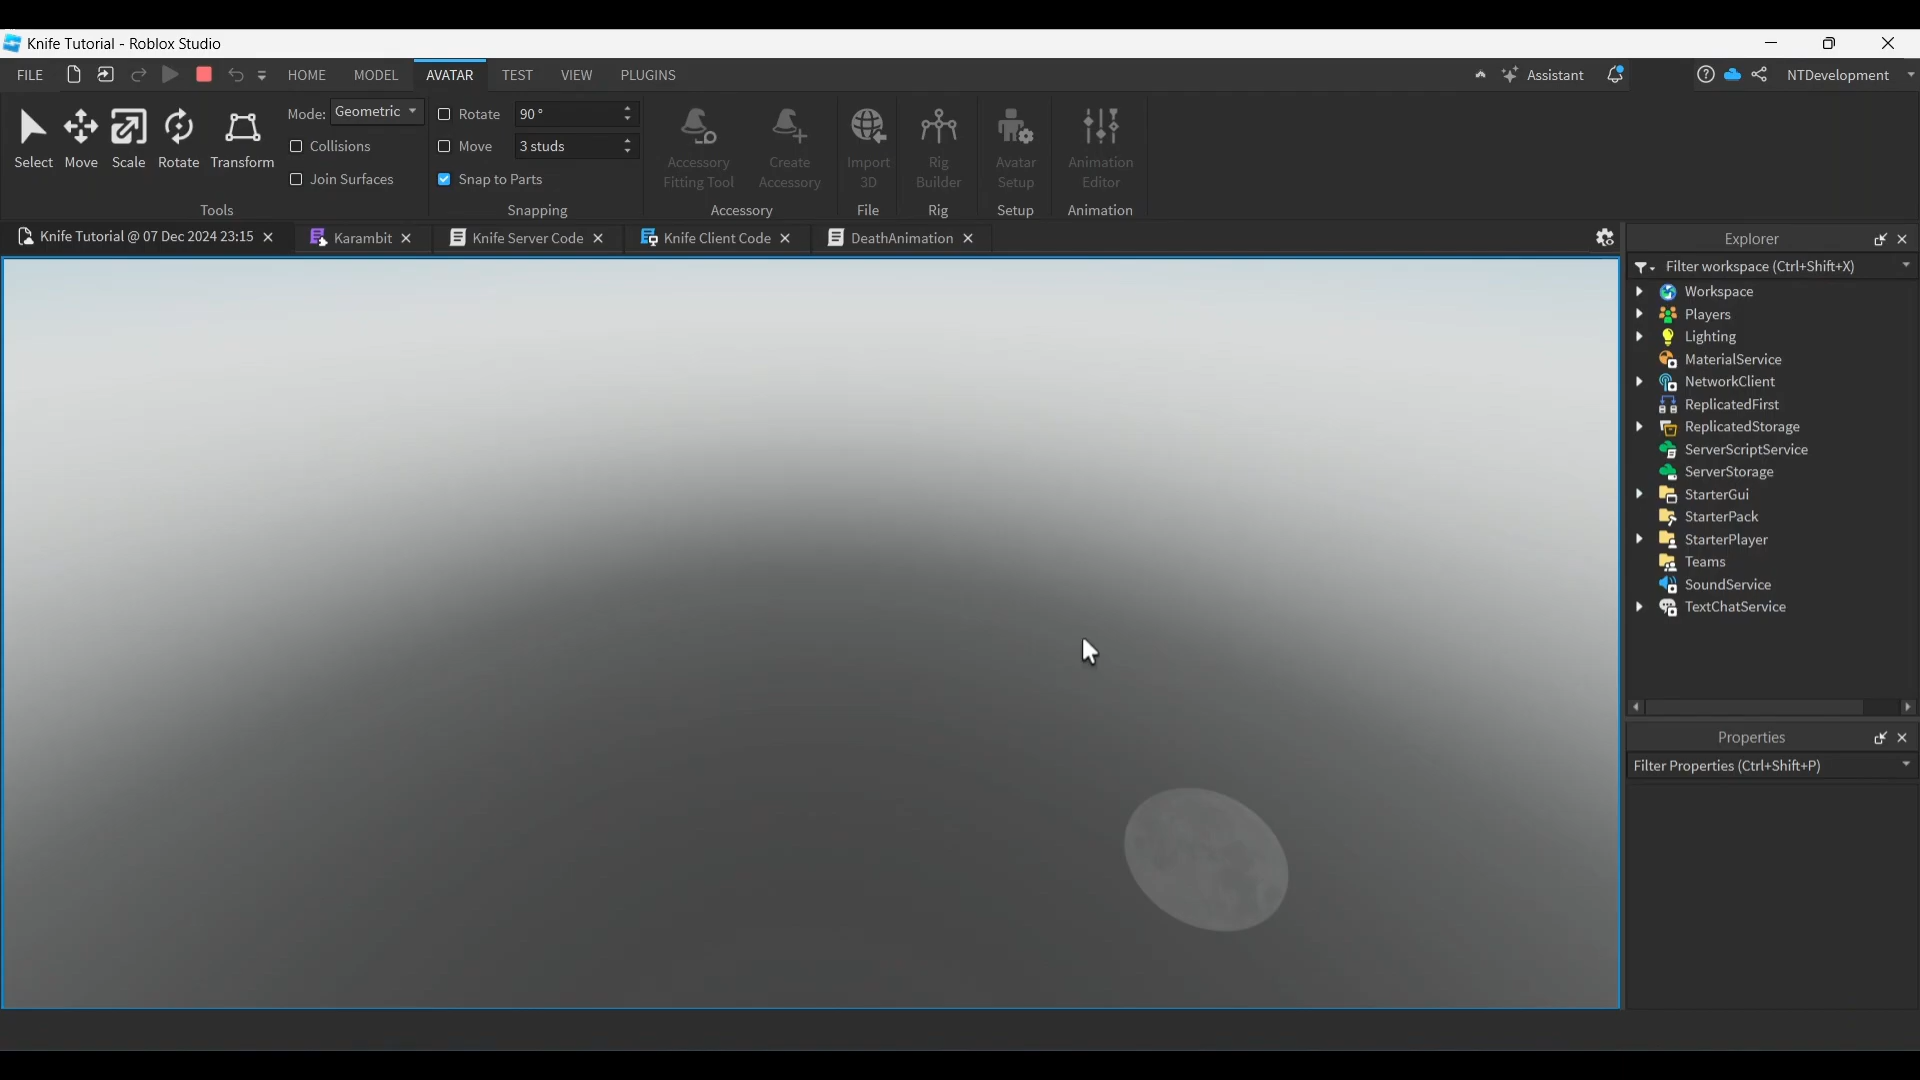 Knife Tutorial - Roblox Studio
FILE HOME MODEL AVATAR TEST VIEW PLUGINS Assistant NTDevelopment
Select Move Scale Rotate Transform
Mode: Geometric
Collisions
Join Surfaces
Tools
Rotate 90 °
Move 3 studs
Snap to Parts
Snapping
Accessory Fitting Tool
Create Accessory
Accessory
Import 3D
File
Rig Builder
Rig
Avatar Setup
Setup
Animation Editor
Animation
Knife Tutorial @ 07 Dec 2024 23:15 Karambit Knife Server Code Knife Client Code DeathAnimation
Explorer
Filter workspace (Ctrl+Shift+X)
Workspace
Players
Lighting
MaterialService
NetworkClient
ReplicatedFirst
ReplicatedStorage
ServerScriptService
ServerStorage
StarterGui
StarterPack
StarterPlayer
Teams
SoundService
TextChatService
Properties
Filter Properties (Ctrl+Shift+P)